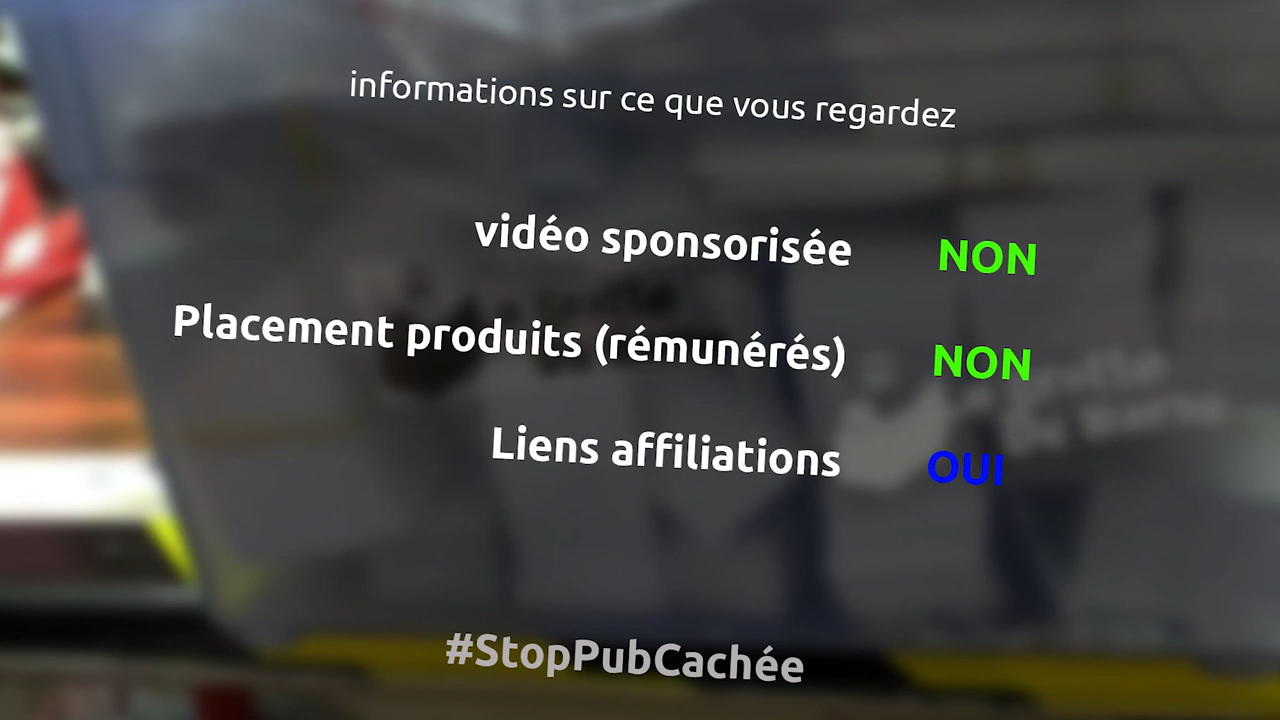 informations sur ce que vous regardez
vidéo sponsorisée NON
Placement produits (rémunérés) NON
Liens affiliations OUI
#StopPubCachée